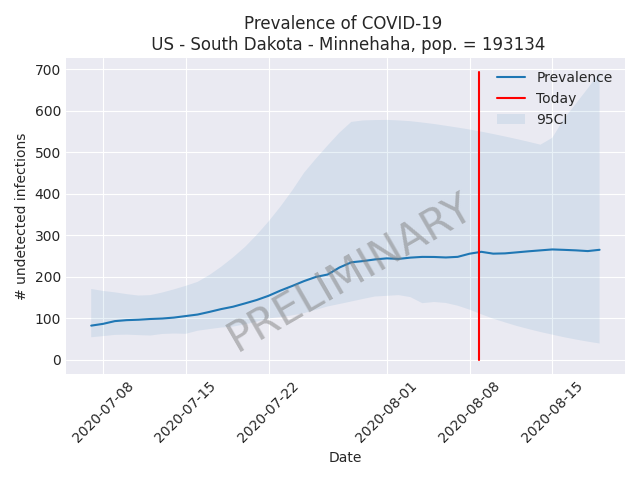 Prevalence of COVID-19
US - South Dakota - Minnehaha, pop. = 193134
700
600
500
400
300
200
100
0
# undetected infections
Prevalence
Today
95CI
PRELIMINARY
2020-07-08
2020-07-15
2020-07-22
2020-08-01
2020-08-08
2020-08-15
Date